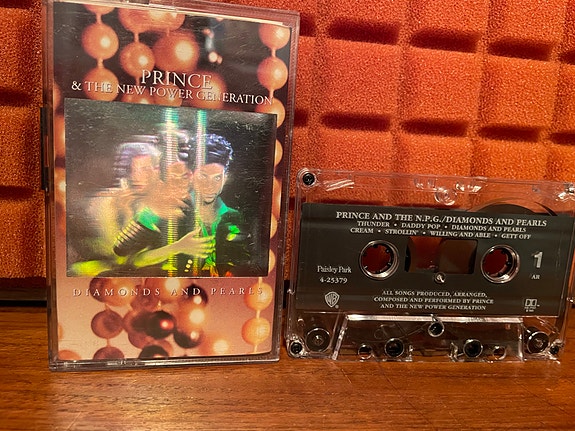 PRINCE
& THE NEW POWER GENERATION
DIAMONDS AND PEARLS
PRINCE AND THE N.P.G./DIAMONDS AND PEARLS
THUNDER • DADDY POP • DIAMONDS AND PEARLS
CREAM • STROLLIN' • WILLING AND ABLE • GETT OFF
Paisley Park
4-25379
1
AR
ALL SONGS PRODUCED, ARRANGED,
COMPOSED AND PERFORMED BY PRINCE
AND THE NEW POWER GENERATION